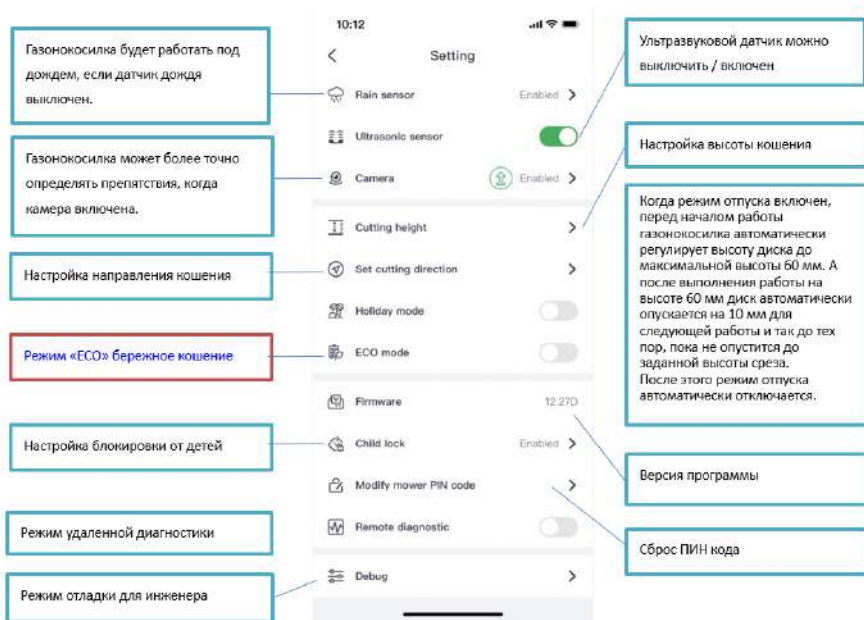 Газонокосилка будет работать под
дождем, если датчик дождя
выключен.
Газонокосилка может более точно
определять препятствия, когда
камера включена.
Настройка направления кошения
Режим «ECO» бережное кошение
Настройка блокировки от детей
Режим удаленной диагностики
Режим отладки для инженера
10:12
Setting
Rain sensor Enabled
Ultrasonic sensor
Camera Enabled
Cutting height
Set cutting direction
Holiday mode
ECO mode
Firmware 12.27D
Child lock Enabled
Modify mower PIN code
Remote diagnostic
Debug
Ультразвуковой датчик можно
выключить / включен
Настройка высоты кошения
Когда режим отпуска включен,
перед началом работы
газонокосилка автоматически
регулирует высоту диска до
максимальной высоты 60 мм. А
после выполнения работы на
высоте 60 мм диск автоматически
опускается на 10 мм для
следующей работы и так до тех
пор, пока не опустится до
заданной высоты среза.
После этого режим отпуска
автоматически отключается.
Версия программы
Сброс ПИН кода